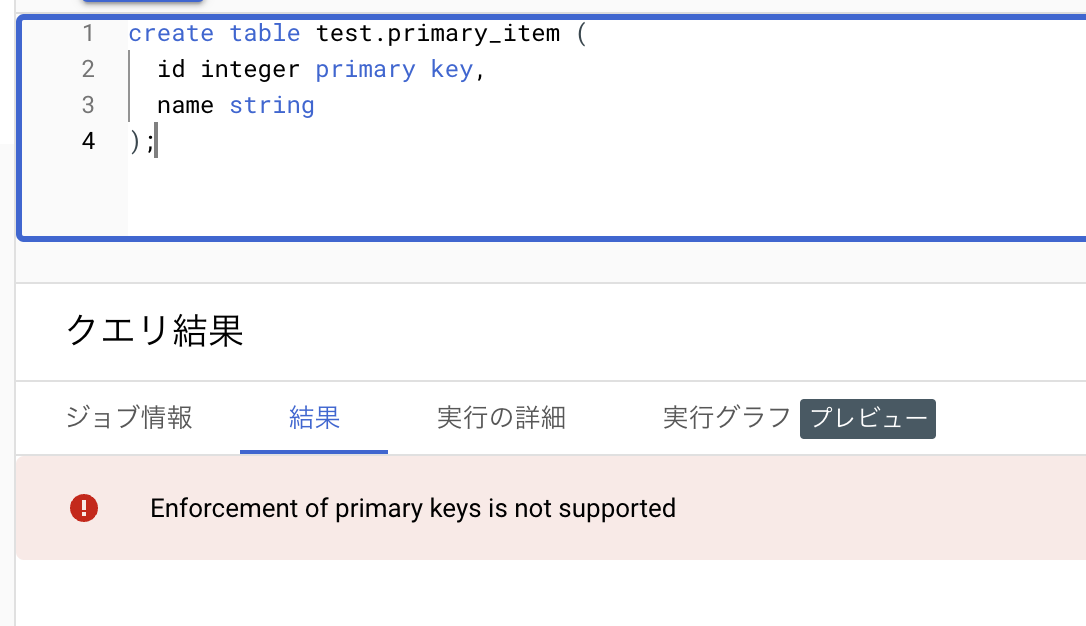 1 create table test.primary_item (
2 id integer primary key,
3 name string
4 );
クエリ結果
ジョブ情報 結果 実行の詳細 実行グラフ プレビュー
Enforcement of primary keys is not supported